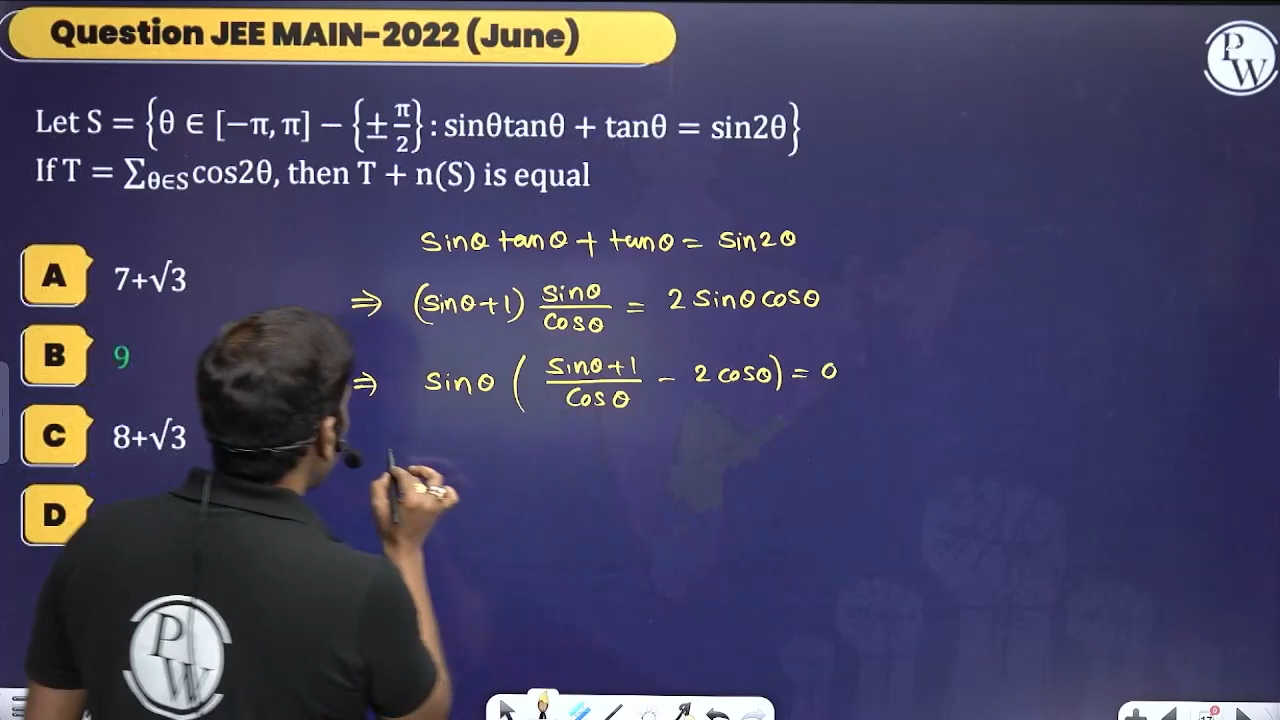 Question JEE MAIN-2022 (June)
PW
Let S = {θ ∈ [−π, π] − {± π/2} : sinθtanθ + tanθ = sin2θ}
If T = ∑θ∈S cos2θ, then T + n(S) is equal
sinθ tanθ + tanθ = sin2θ
A 7+√3
⇒ (sinθ+1) sinθ/cosθ = 2 sinθ cosθ
B 9
⇒ sinθ ( sinθ+1/cosθ − 2 cosθ) = 0
C 8+√3
D
PW